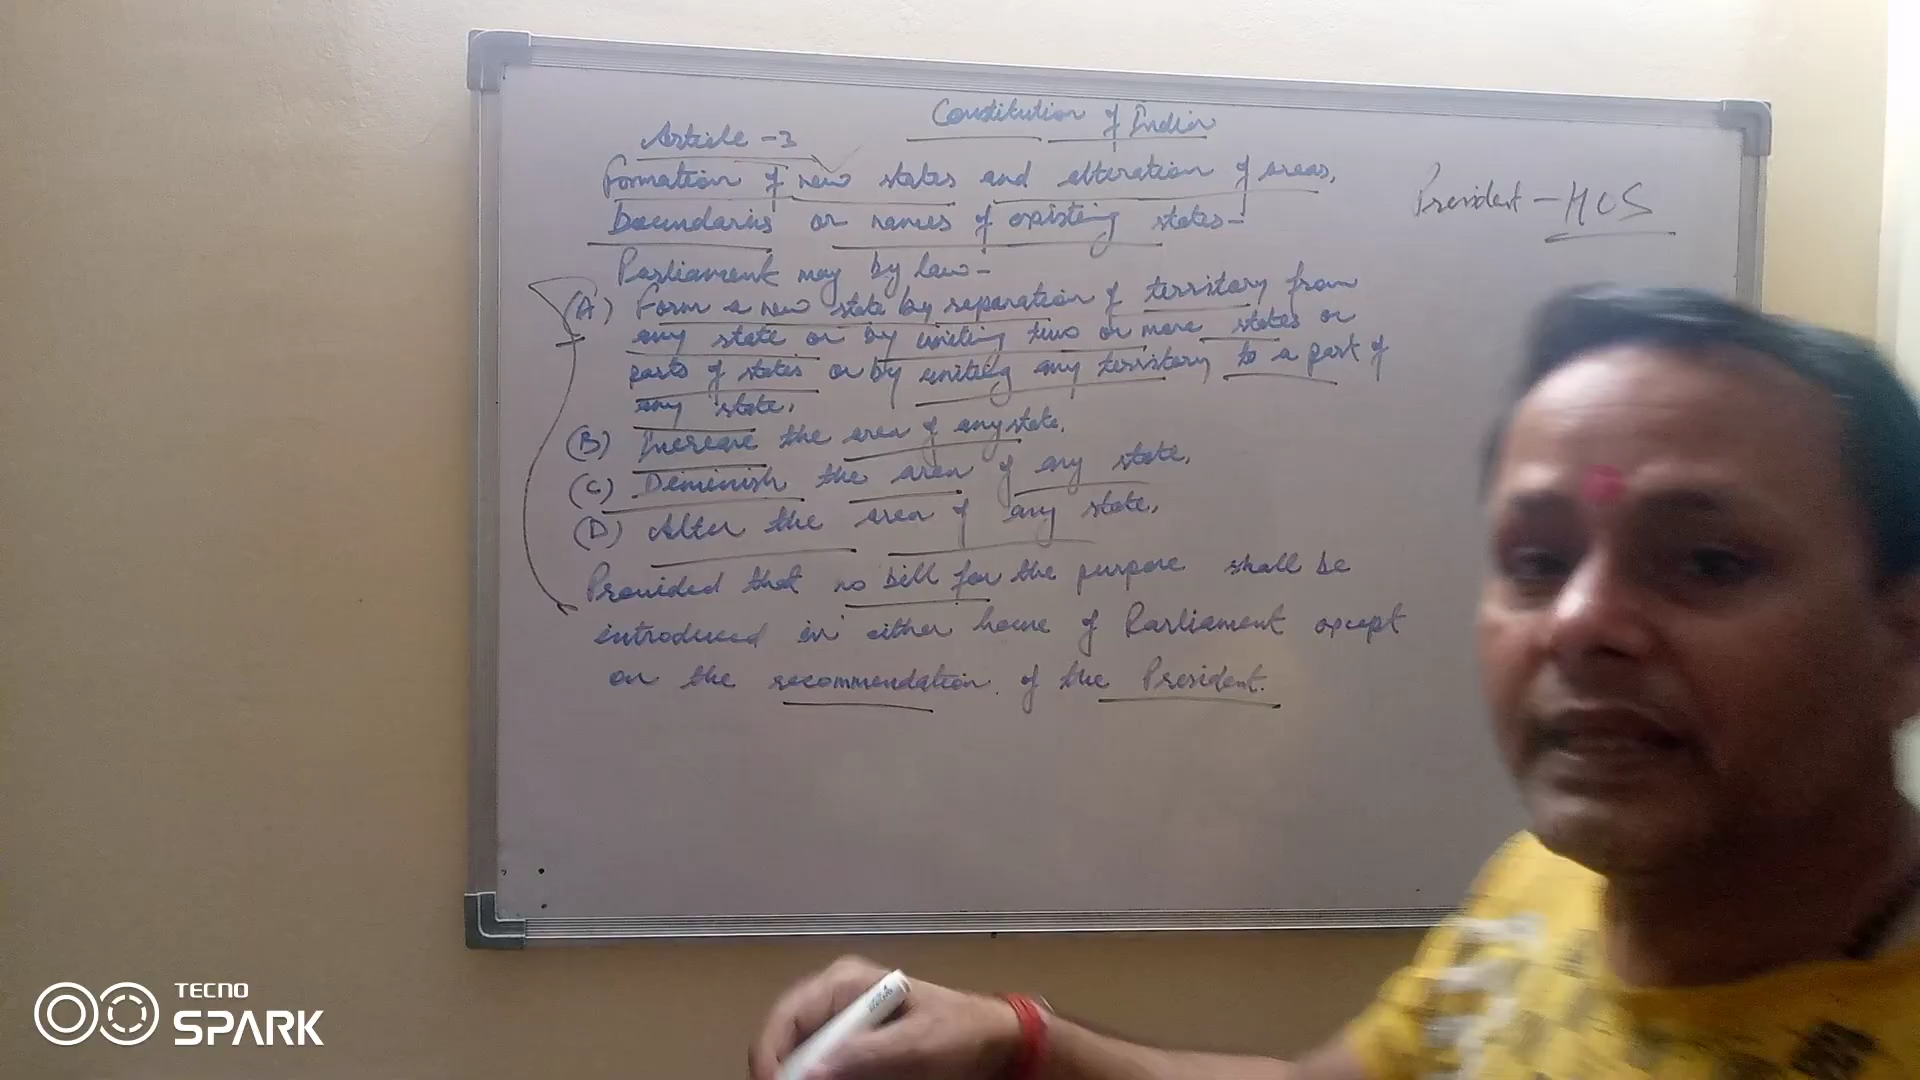 Constitution of India
Article -3
Formation of new states and alteration of areas,
boundaries or names of existing states-
Parliament may by law-
(A) Form a new state by separation of territory from
any state or by uniting two or more states or
parts of states or by uniting any territory to a part of
any state.
(B) Increase the area of any state.
(C) Diminish the area of any state.
(D) Alter the area of any state.
Provided that no bill for the purpose shall be
introduced in either house of Parliament except
on the recommendation of the President.
President - HCS
TECNO
SPARK